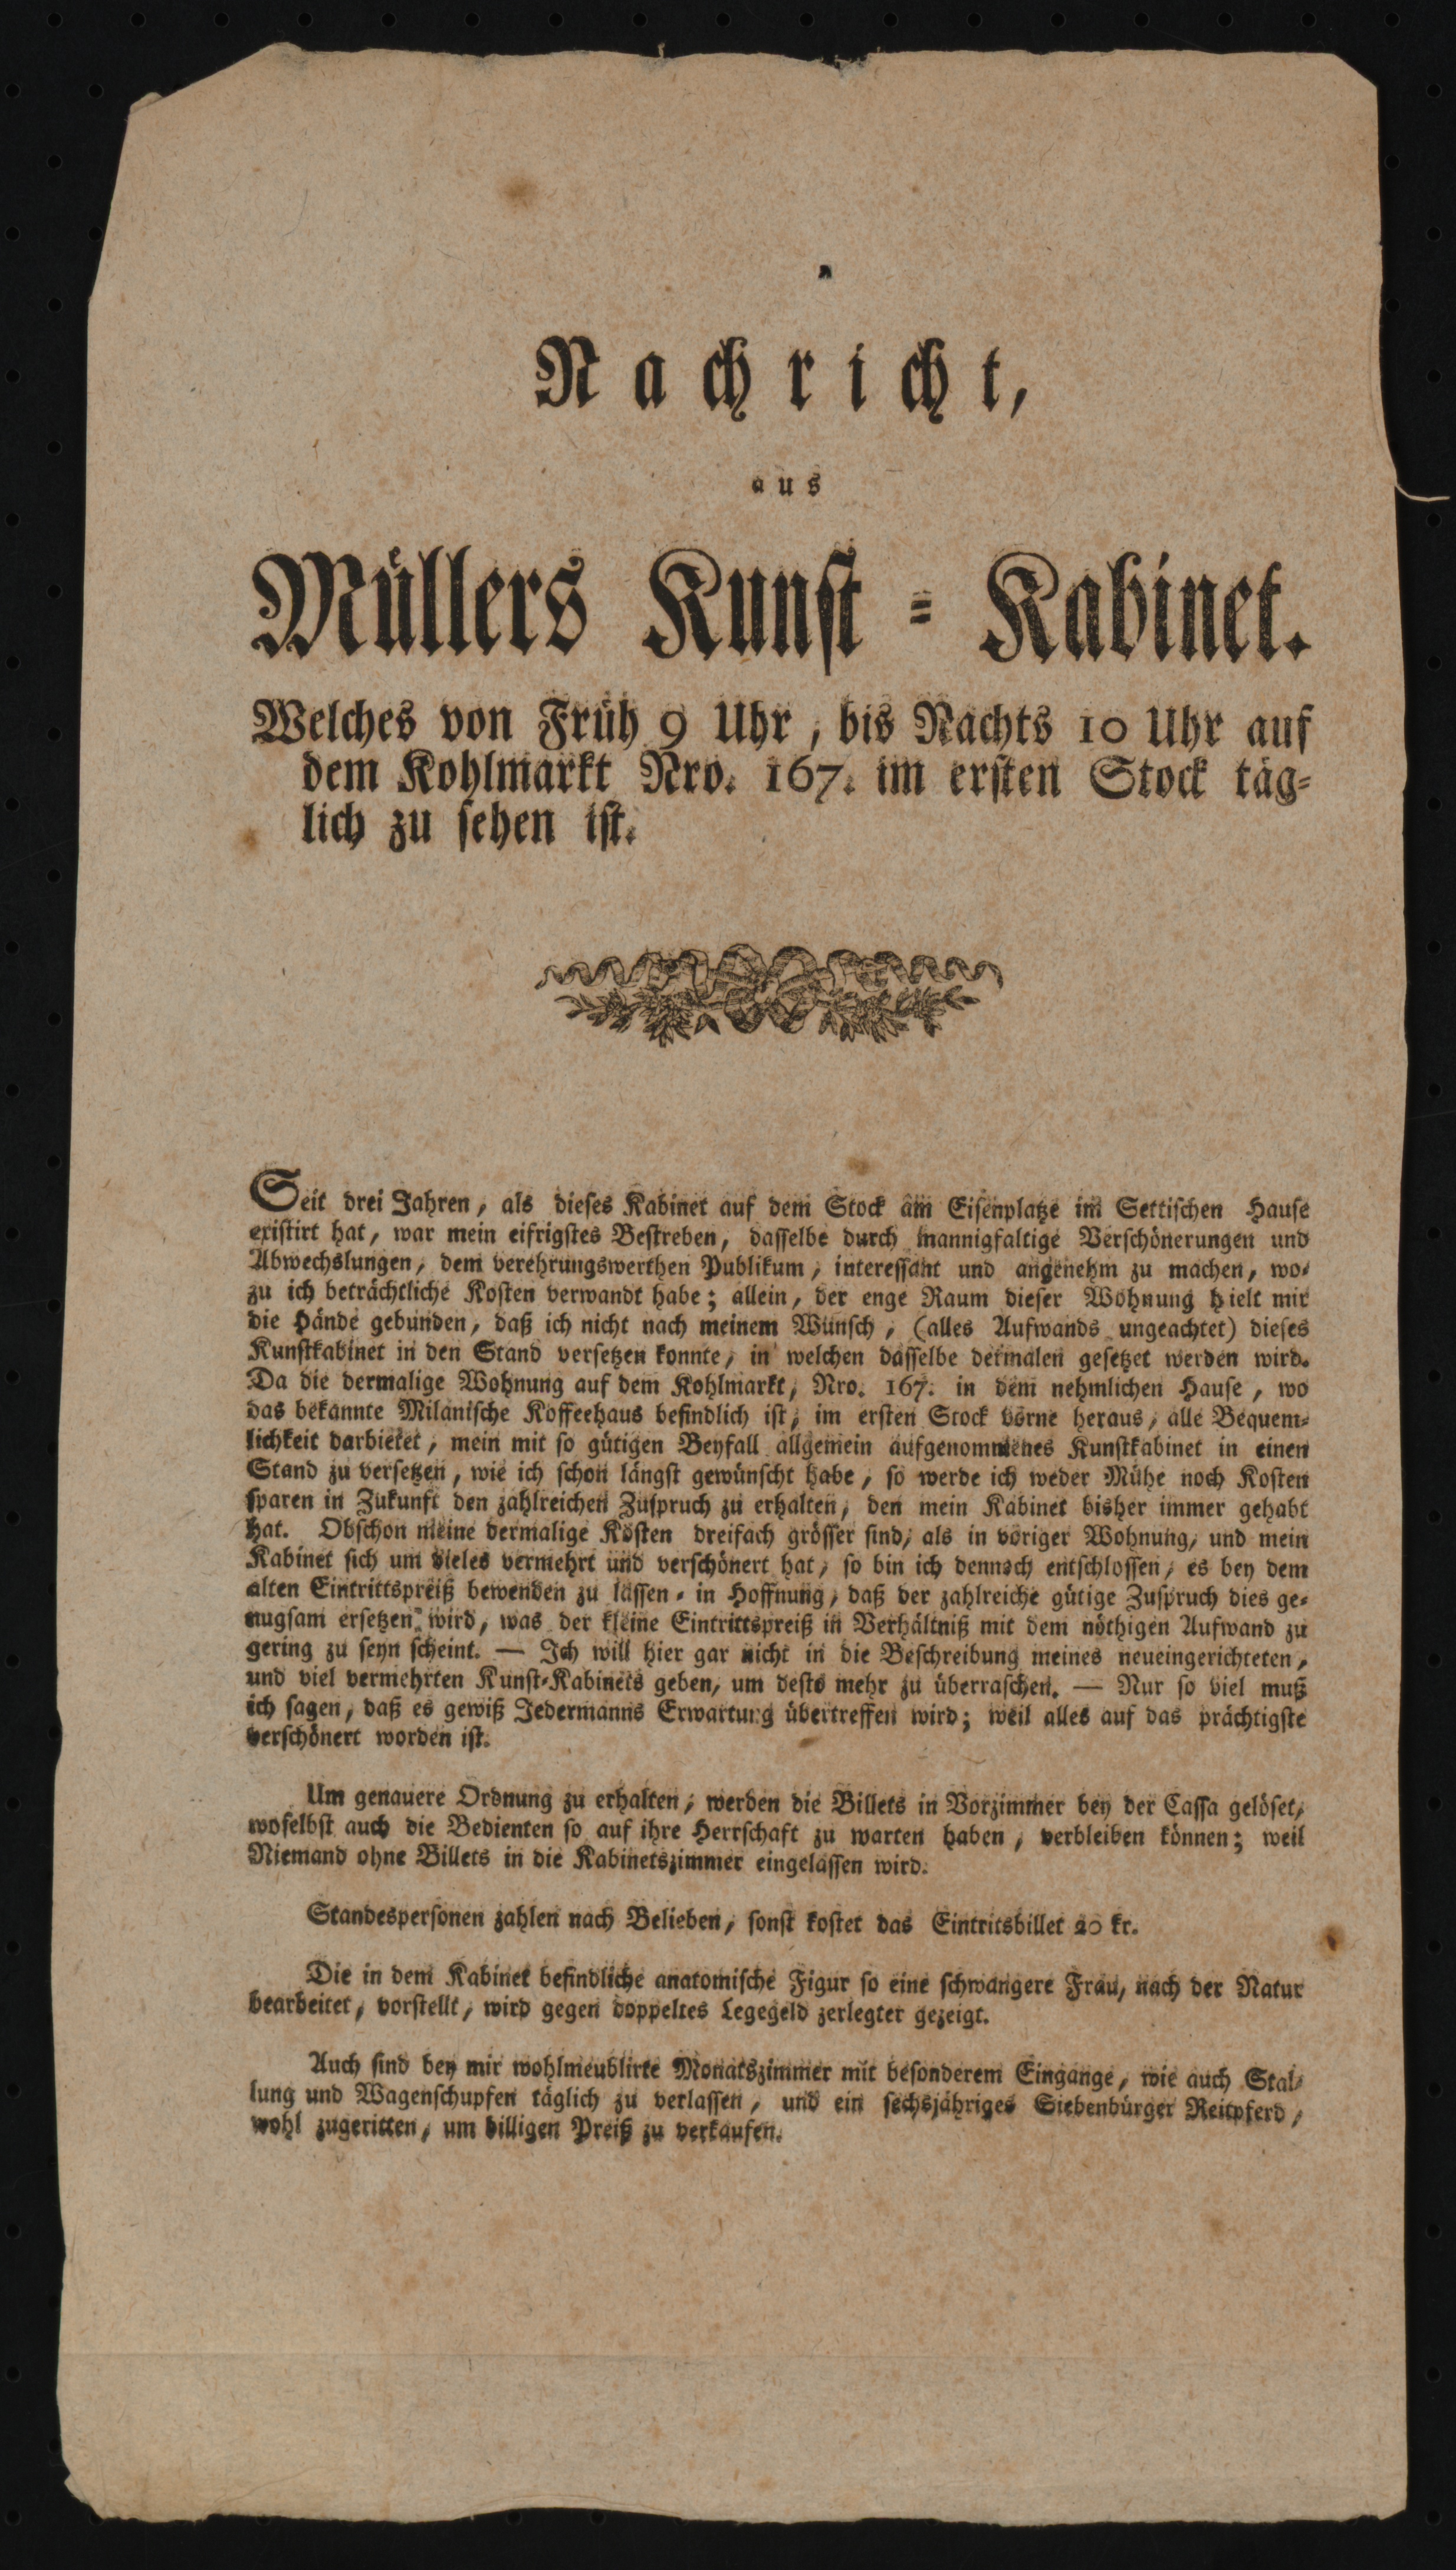 Nachricht,
aus
Müllers Kunst = Kabinet.
Welches von Früh 9 Uhr, bis Nachts 10 Uhr auf
dem Kohlmarkt Nro. 167. im ersten Stock täg=
lich zu sehen ist.
Seit drei Jahren, als dieses Kabinet auf dem Stock am Eisenplatze im Settischen Hause
existirt hat, war mein eifrigstes Bestreben, dasselbe durch mannigfaltige Verschönerungen und
Abwechslungen, dem verehrungswerthen Publikum, interessant und angenehm zu machen, wo=
zu ich beträchtliche Kosten verwandt habe; allein, der enge Raum dieser Wohnung hielt mir
die Hände gebunden, daß ich nicht nach meinem Wunsch, (alles Aufwands ungeachtet) dieses
Kunstkabinet in den Stand versetzen konnte, in welchen dasselbe dermalen gesetzet werden wird.
Da die dermalige Wohnung auf dem Kohlmarkt, Nro. 167. in dem nehmlichen Hause, wo
das bekannte Milanische Koffeehaus befindlich ist, im ersten Stock vorne heraus, alle Bequem=
lichkeit darbietet, mein mit so gütigen Beyfall allgemein aufgenommenes Kunstkabinet in einen
Stand zu versetzen, wie ich schon längst gewünscht habe, so werde ich weder Mühe noch Kosten
sparen in Zukunft den zahlreichen Zuspruch zu erhalten, den mein Kabinet bisher immer gehabt
hat. Obschon meine dermalige Kosten dreifach grösser sind, als in voriger Wohnung, und mein
Kabinet sich um vieles vermehrt und verschönert hat, so bin ich dennoch entschlossen, es bey dem
alten Eintrittspreiß bewenden zu lassen, in Hoffnung, daß der zahlreiche gütige Zuspruch dies ge=
nugsam ersetzen wird, was der kleine Eintrittspreiß in Verhältniß mit dem nöthigen Aufwand zu
gering zu seyn scheint. — Ich will hier gar nicht in die Beschreibung meines neueingerichteten,
und viel vermehrten Kunst=Kabinets geben, um desto mehr zu überraschen. — Nur so viel muß
ich sagen, daß es gewiß Jedermanns Erwartung übertreffen wird; weil alles auf das prächtigste
verschönert worden ist.
Um genauere Ordnung zu erhalten, werden die Billets in Vorzimmer bey der Cassa gelöset,
woselbst auch die Bedienten so auf ihre Herrschaft zu warten haben, verbleiben können; weil
Niemand ohne Billets in die Kabinetszimmer eingelassen wird.
Standespersonen zahlen nach Belieben, sonst kostet das Eintritsbillet 20 kr.
Die in dem Kabinet befindliche anatomische Figur so eine schwangere Frau, nach der Natur
bearbeitet, vorstellt, wird gegen doppeltes Legegeld zerlegter gezeigt.
Auch sind bey mir wohlmeublirte Monatszimmer mit besonderem Eingange, wie auch Stal=
lung und Wagenschupfen täglich zu verlassen, und ein sechsjähriges Siebenbürger Reitpferd,
wohl zugeritten, um billigen Preiß zu verkaufen.